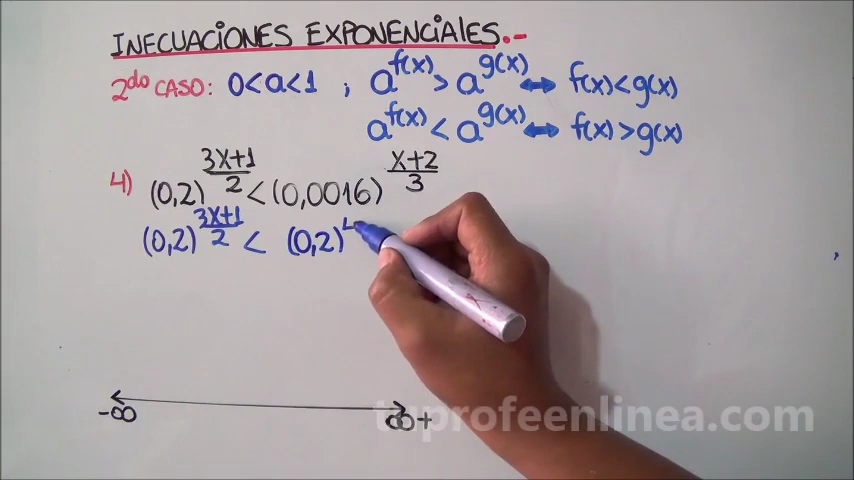 INECUACIONES EXPONENCIALES.-
2do CASO: 0<a<1 ; a^f(x) > a^g(x) ⟷ f(x)<g(x)
a^f(x) < a^g(x) ⟷ f(x)>g(x)
4) (0,2)^(3x+1)/2 < (0,0016)^(x+2)/3
(0,2)^(3x+1)/2 < (0,2)^4
-∞ ∞+
tuprofeenlinea.com